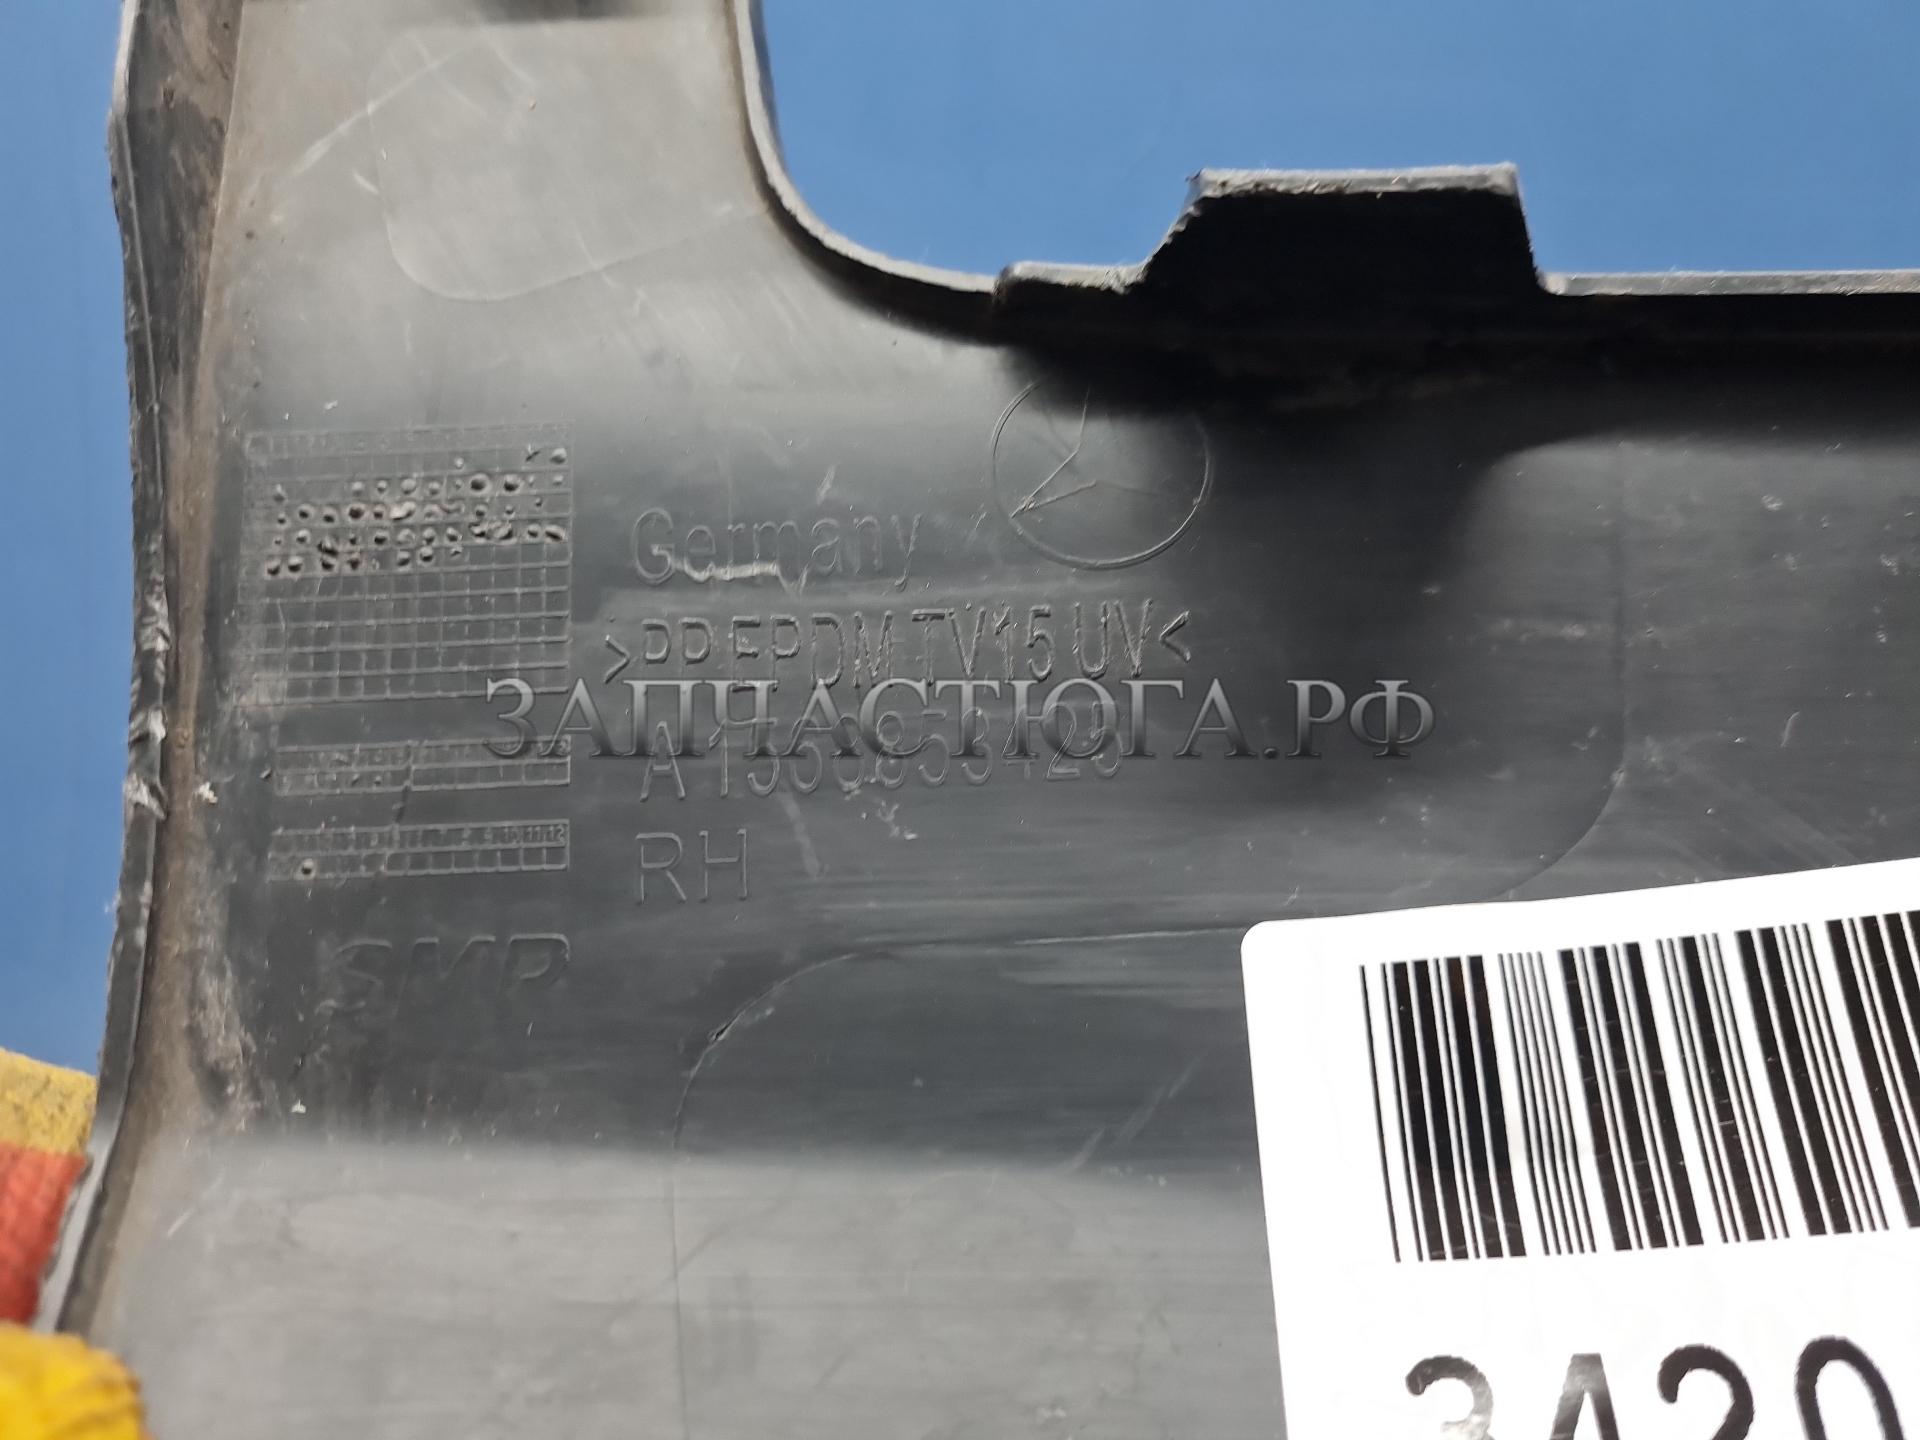 Germany
>PP EPDM-TV15 UV<
ЗАПЧАСТЮГА.РФ
RH
SMP
3420